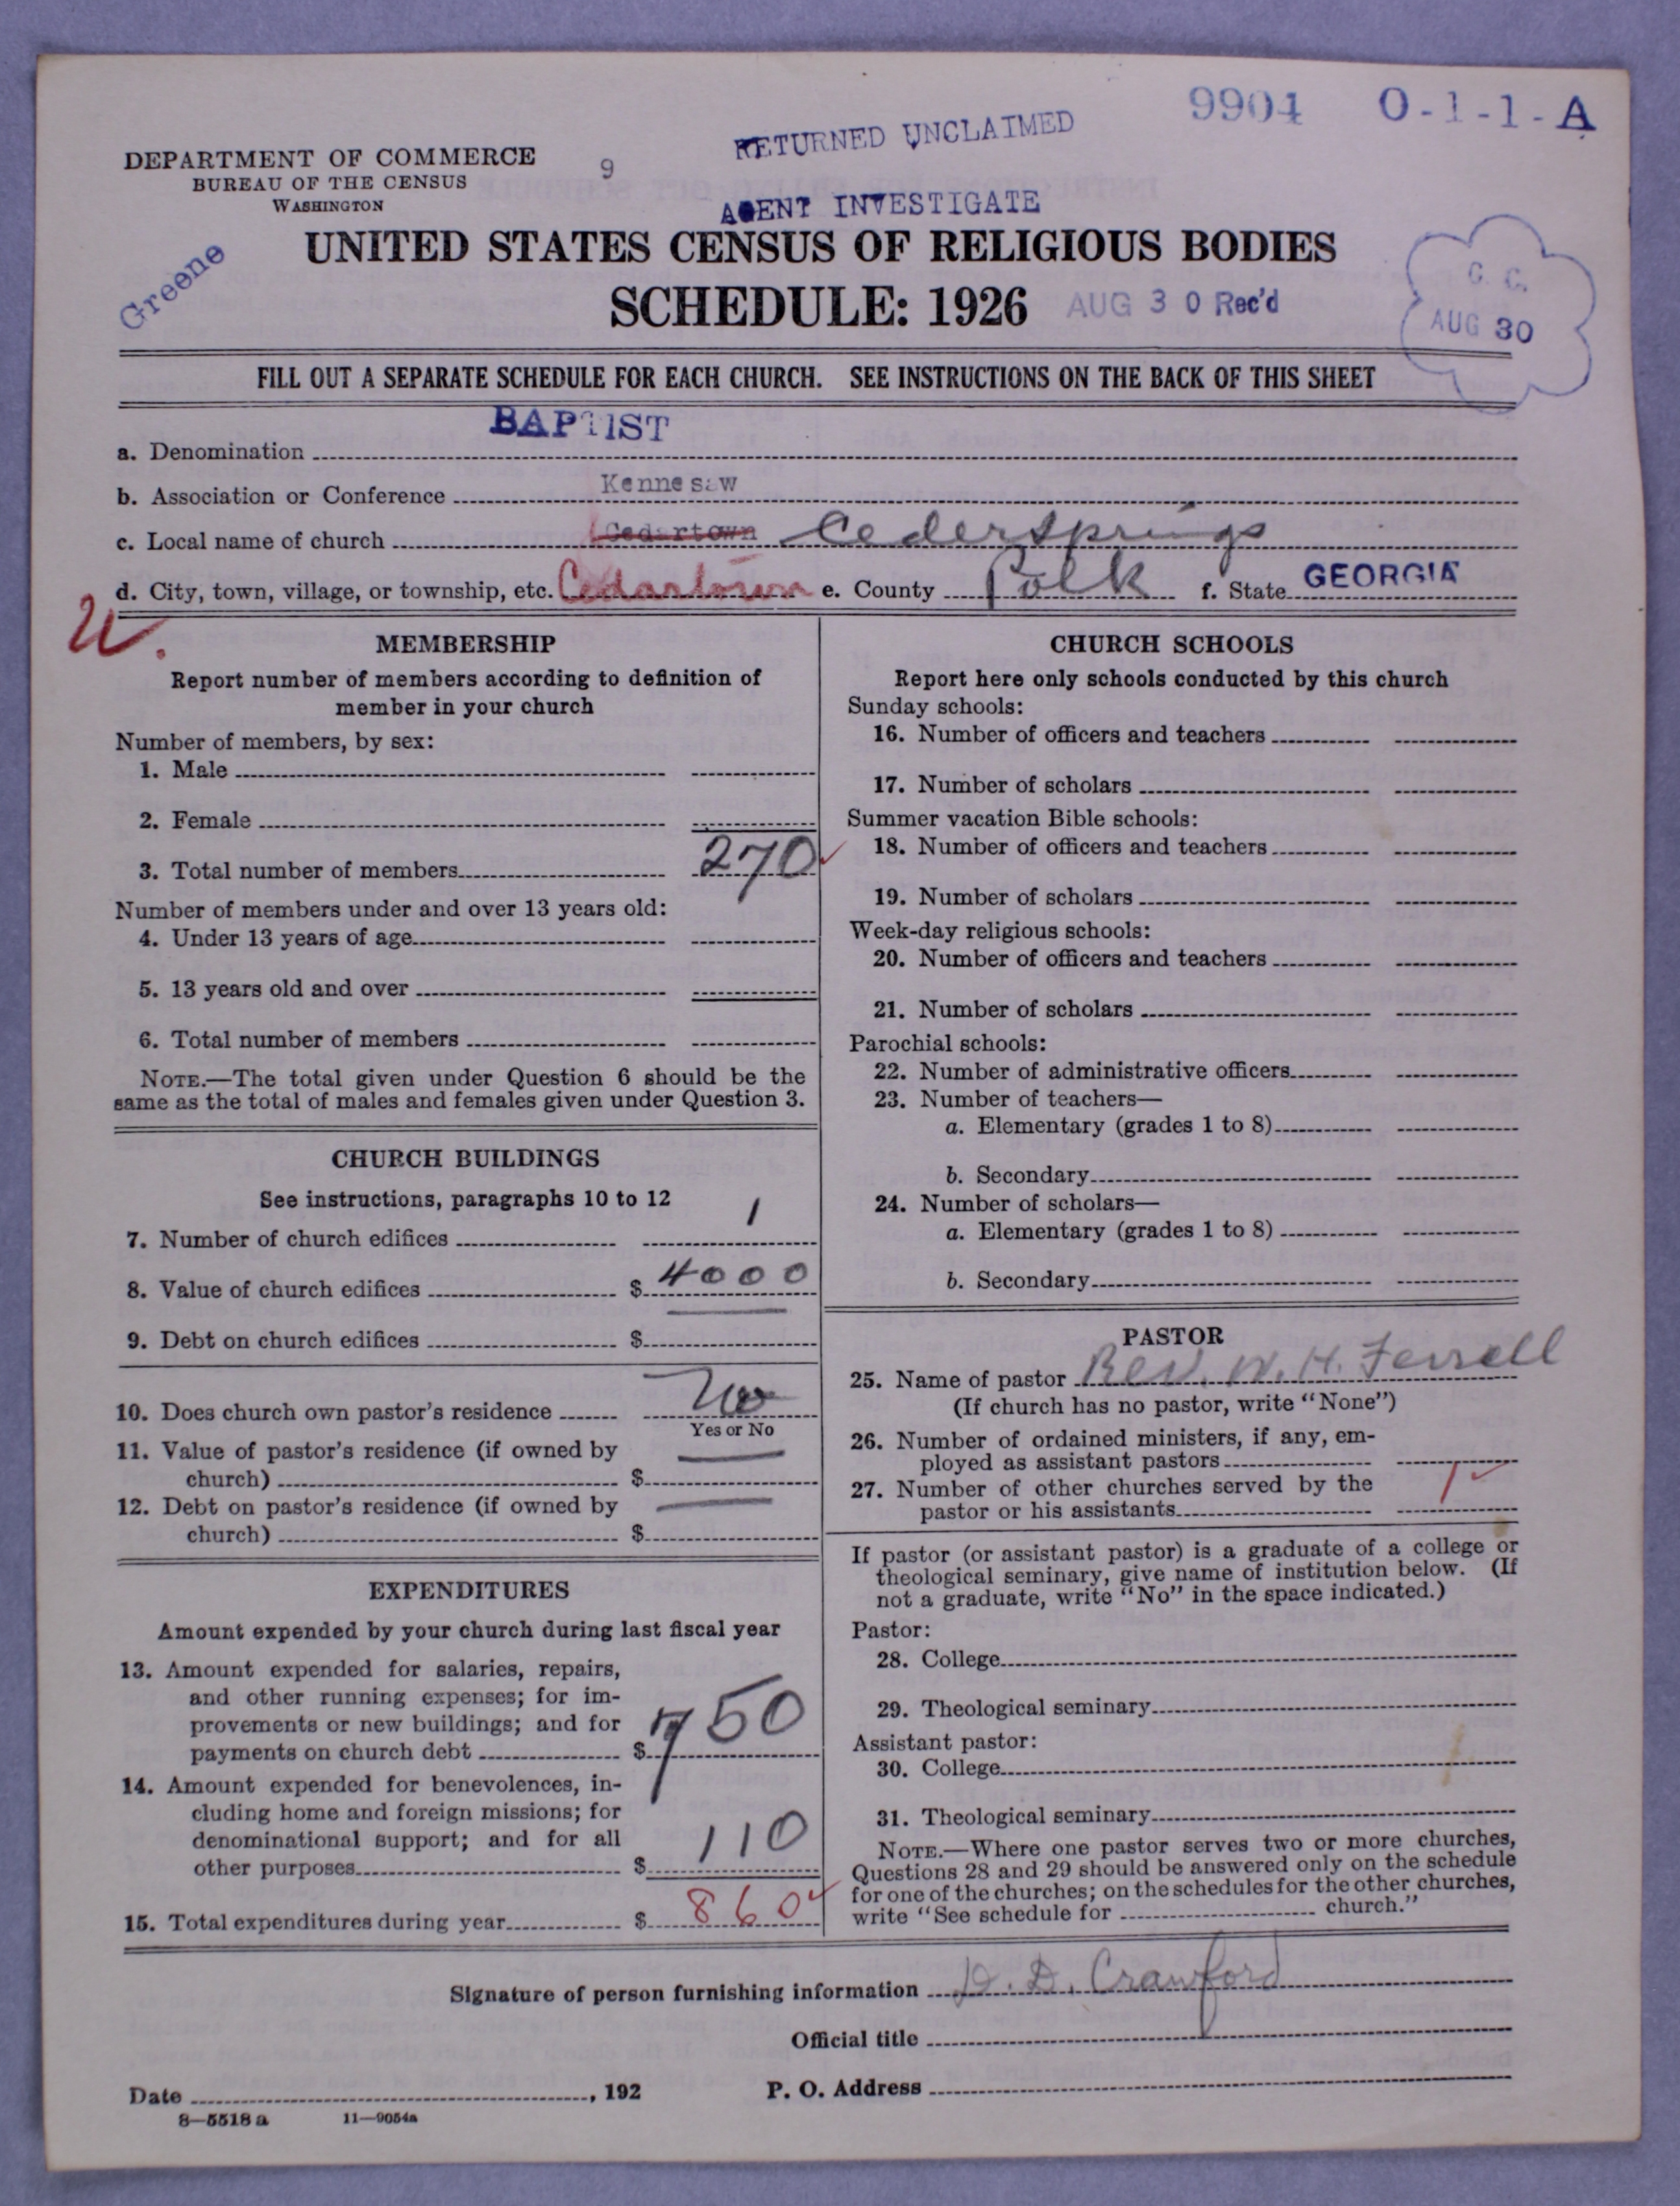 9904 O-1-1-A
RETURNED UNCLAIMED
DEPARTMENT OF COMMERCE
BUREAU OF THE CENSUS
WASHINGTON
9
AGENT INVESTIGATE
Greene
UNITED STATES CENSUS OF RELIGIOUS BODIES
SCHEDULE: 1926 AUG 30 Rec'd
C. C.
AUG 30
FILL OUT A SEPARATE SCHEDULE FOR EACH CHURCH. SEE INSTRUCTIONS ON THE BACK OF THIS SHEET
a. Denomination BAPTIST
b. Association or Conference Kennesaw
c. Local name of church Cedartown Cedersprings
d. City, town, village, or township, etc. Cedartown e. County Polk f. State GEORGIA
W.
MEMBERSHIP
Report number of members according to definition of
member in your church
Number of members, by sex:
1. Male
2. Female
3. Total number of members 270
Number of members under and over 13 years old:
4. Under 13 years of age
5. 13 years old and over
6. Total number of members
NOTE.—The total given under Question 6 should be the
same as the total of males and females given under Question 3.
CHURCH BUILDINGS
See instructions, paragraphs 10 to 12
7. Number of church edifices 1
8. Value of church edifices $ 4000
9. Debt on church edifices $
10. Does church own pastor's residence No
Yes or No
11. Value of pastor's residence (if owned by
church) $
12. Debt on pastor's residence (if owned by
church) $
EXPENDITURES
Amount expended by your church during last fiscal year
13. Amount expended for salaries, repairs,
and other running expenses; for im-
provements or new buildings; and for
payments on church debt $ 750
14. Amount expended for benevolences, in-
cluding home and foreign missions; for
denominational support; and for all
other purposes $ 110
15. Total expenditures during year $ 860
CHURCH SCHOOLS
Report here only schools conducted by this church
Sunday schools:
16. Number of officers and teachers
17. Number of scholars
Summer vacation Bible schools:
18. Number of officers and teachers
19. Number of scholars
Week-day religious schools:
20. Number of officers and teachers
21. Number of scholars
Parochial schools:
22. Number of administrative officers
23. Number of teachers—
a. Elementary (grades 1 to 8)
b. Secondary
24. Number of scholars—
a. Elementary (grades 1 to 8)
b. Secondary
PASTOR
25. Name of pastor Rev. W. H. Ferrell
(If church has no pastor, write "None")
26. Number of ordained ministers, if any, em-
ployed as assistant pastors
27. Number of other churches served by the
pastor or his assistants 1
If pastor (or assistant pastor) is a graduate of a college or
theological seminary, give name of institution below. (If
not a graduate, write "No" in the space indicated.)
Pastor:
28. College
29. Theological seminary
Assistant pastor:
30. College
31. Theological seminary
NOTE.—Where one pastor serves two or more churches,
Questions 28 and 29 should be answered only on the schedule
for one of the churches; on the schedules for the other churches,
write "See schedule for church."
Signature of person furnishing information D. D. Crawford
Official title
Date , 192 P. O. Address
8—5518 a 11—9054a